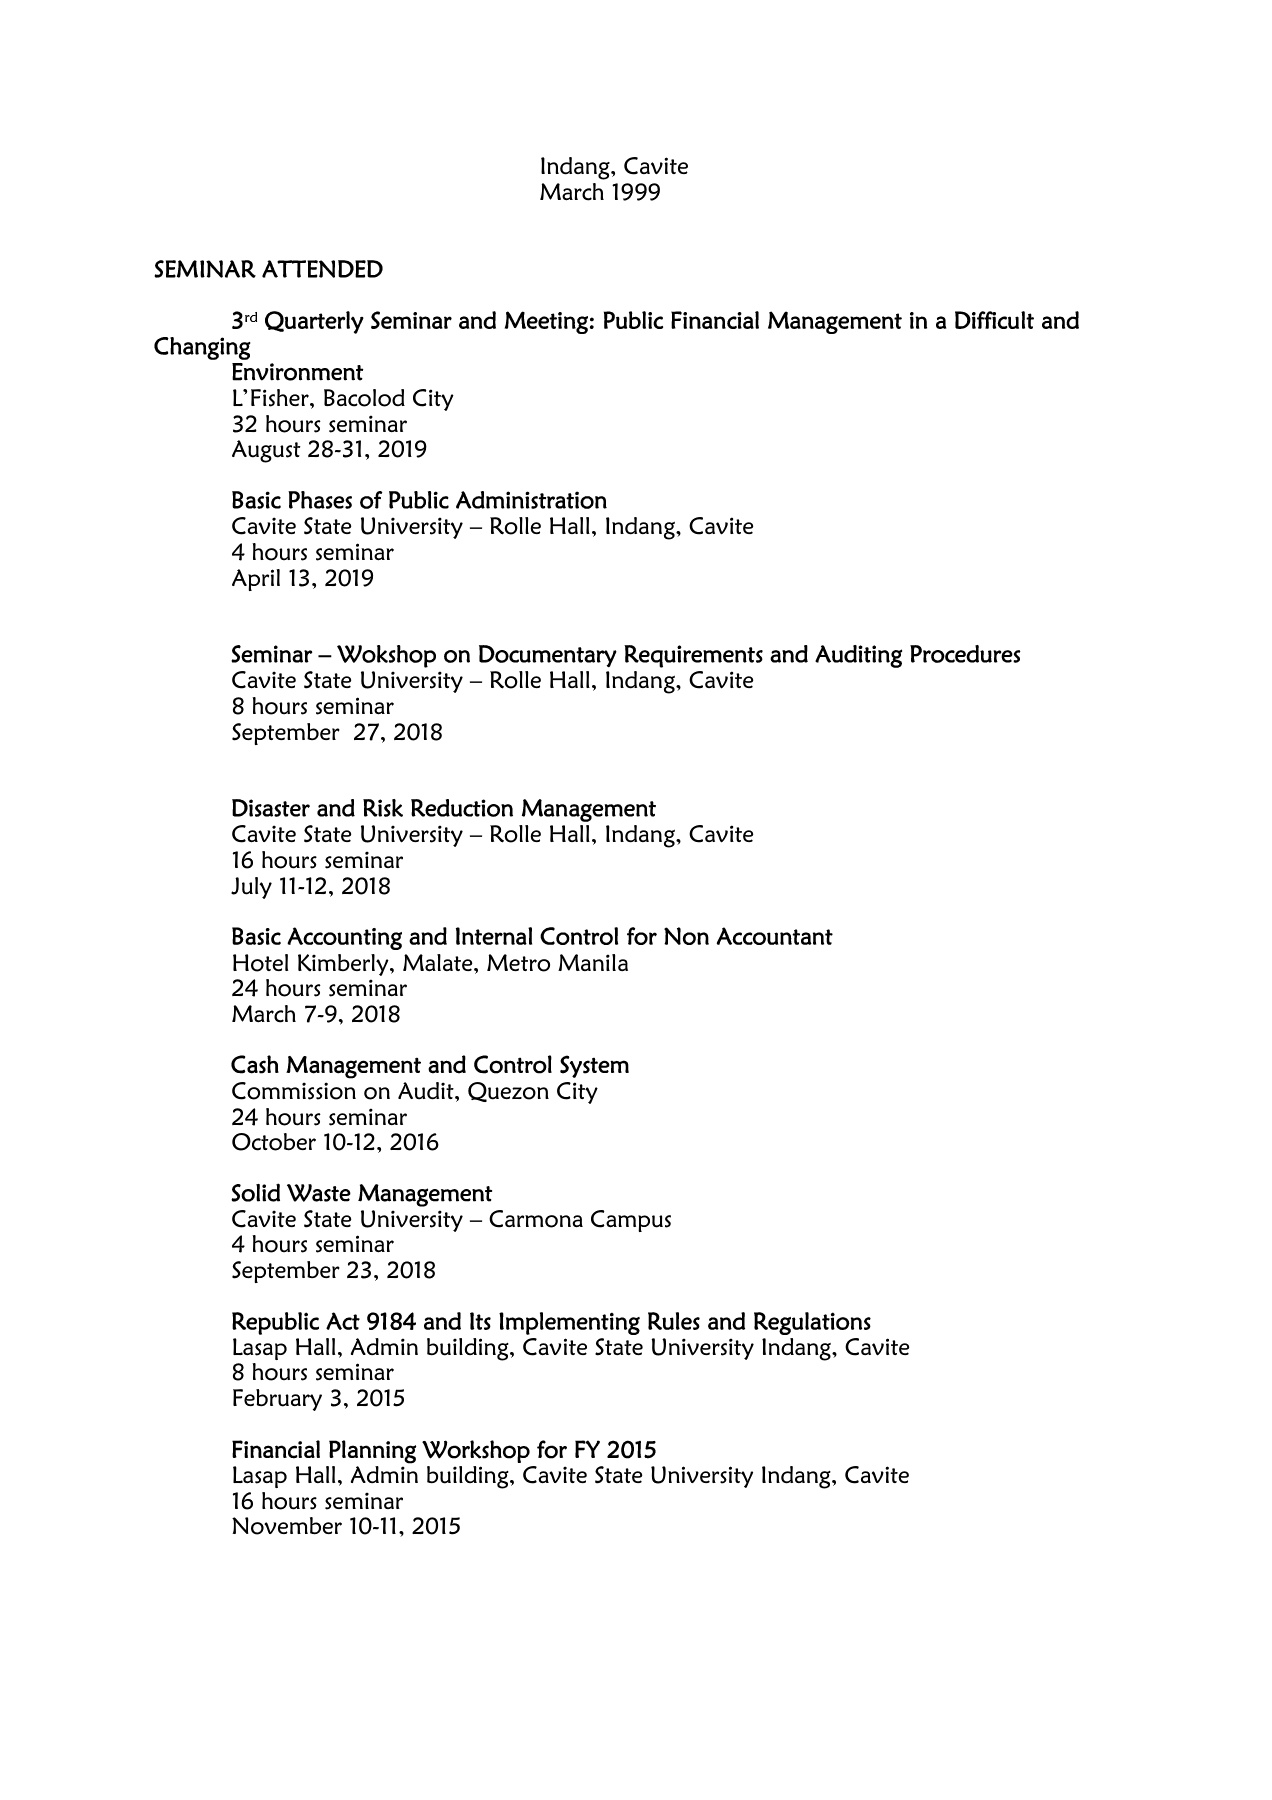 Indang, Cavite
March 1999
SEMINAR ATTENDED
3rd Quarterly Seminar and Meeting: Public Financial Management in a Difficult and
Changing
Environment
L’Fisher, Bacolod City
32 hours seminar
August 28-31, 2019
Basic Phases of Public Administration
Cavite State University – Rolle Hall, Indang, Cavite
4 hours seminar
April 13, 2019
Seminar – Wokshop on Documentary Requirements and Auditing Procedures
Cavite State University – Rolle Hall, Indang, Cavite
8 hours seminar
September  27, 2018
Disaster and Risk Reduction Management
Cavite State University – Rolle Hall, Indang, Cavite
16 hours seminar
July 11-12, 2018
Basic Accounting and Internal Control for Non Accountant
Hotel Kimberly, Malate, Metro Manila
24 hours seminar
March 7-9, 2018
Cash Management and Control System
Commission on Audit, Quezon City
24 hours seminar
October 10-12, 2016
Solid Waste Management
Cavite State University – Carmona Campus
4 hours seminar
September 23, 2018
Republic Act 9184 and Its Implementing Rules and Regulations
Lasap Hall, Admin building, Cavite State University Indang, Cavite
8 hours seminar
February 3, 2015
Financial Planning Workshop for FY 2015
Lasap Hall, Admin building, Cavite State University Indang, Cavite
16 hours seminar
November 10-11, 2015